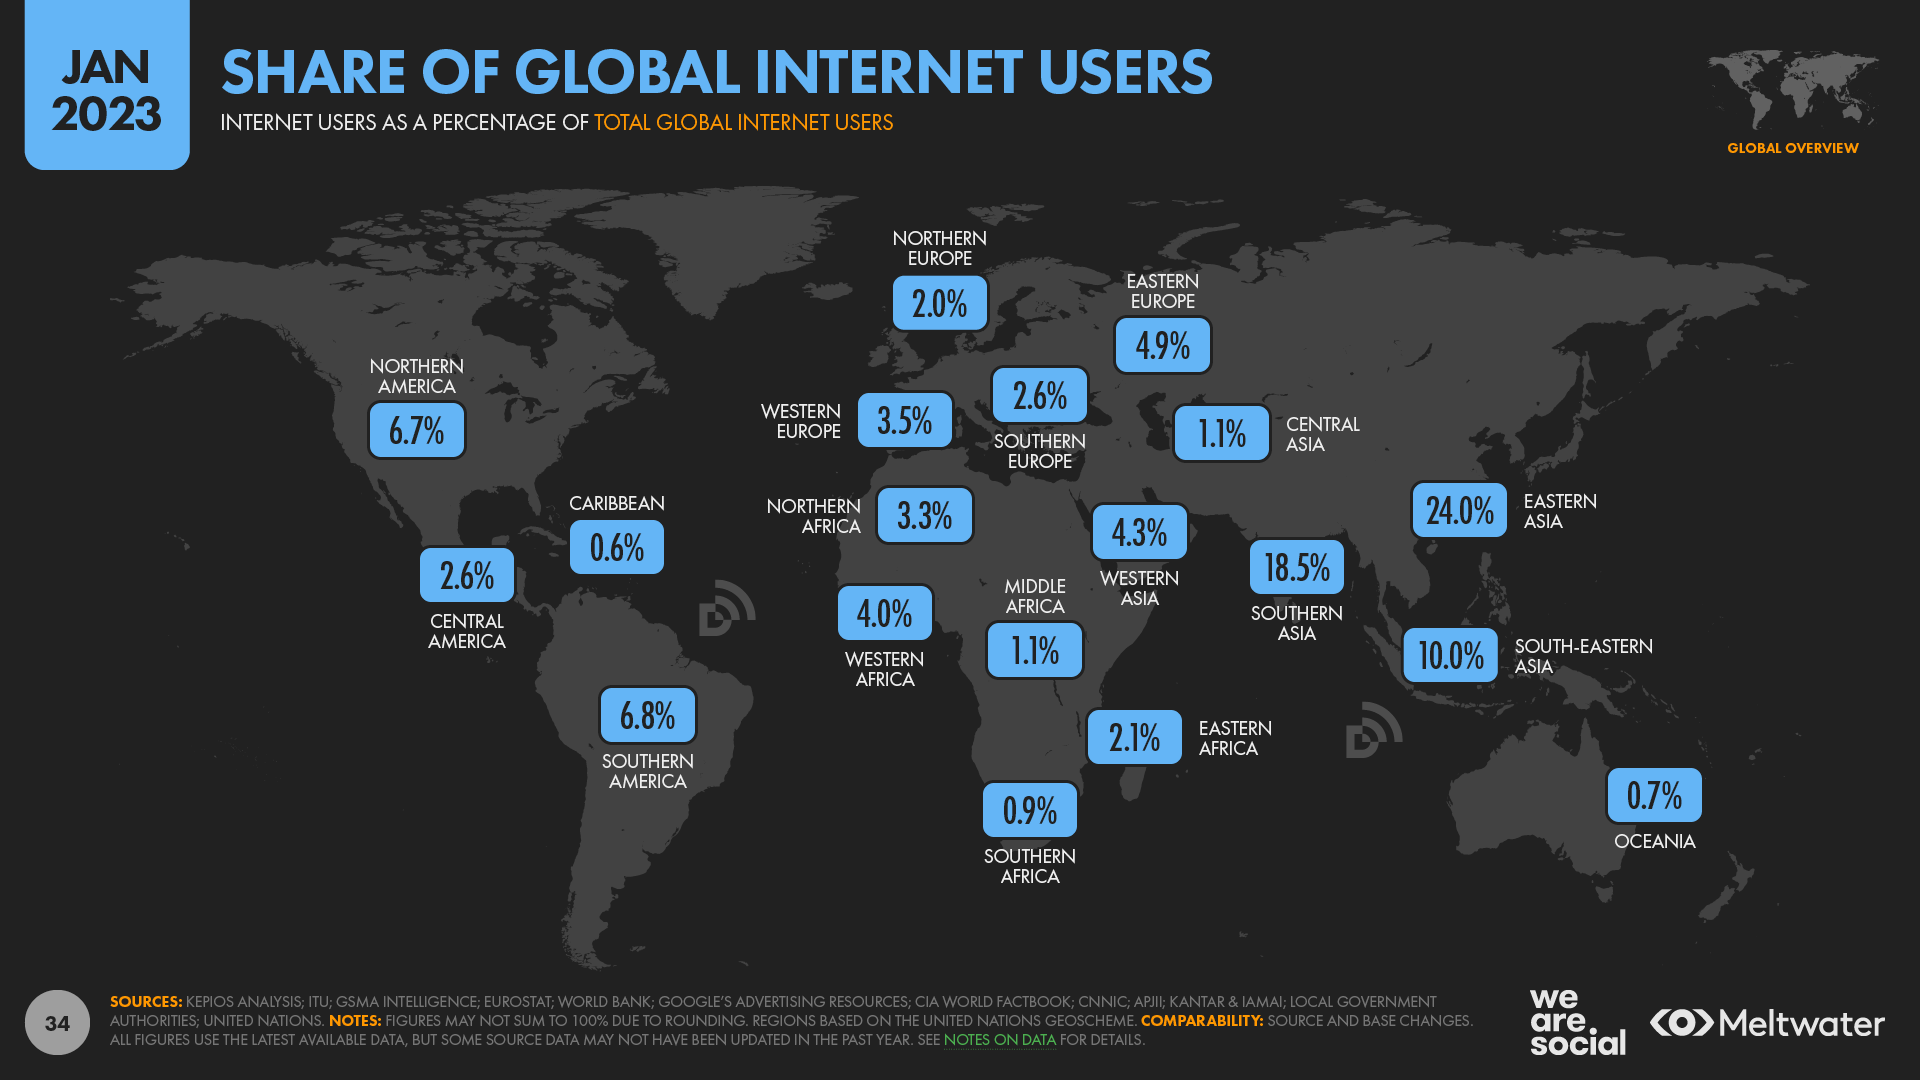 JAN
2023
SHARE OF GLOBAL INTERNET USERS
INTERNET USERS AS A PERCENTAGE OF TOTAL GLOBAL INTERNET USERS
GLOBAL OVERVIEW
NORTHERN
EUROPE
2.0%
EASTERN
EUROPE
4.9%
NORTHERN
AMERICA
6.7%
WESTERN
EUROPE
3.5%
2.6%
SOUTHERN
EUROPE
1.1%
CENTRAL
ASIA
CARIBBEAN
0.6%
NORTHERN
AFRICA
3.3%
4.3%
WESTERN
ASIA
24.0%
EASTERN
ASIA
2.6%
CENTRAL
AMERICA
18.5%
SOUTHERN
ASIA
4.0%
WESTERN
AFRICA
MIDDLE
AFRICA
1.1%
10.0%
SOUTH-EASTERN
ASIA
6.8%
SOUTHERN
AMERICA
2.1%
EASTERN
AFRICA
0.9%
SOUTHERN
AFRICA
0.7%
OCEANIA
34
SOURCES: KEPIOS ANALYSIS; ITU; GSMA INTELLIGENCE; EUROSTAT; WORLD BANK; GOOGLE'S ADVERTISING RESOURCES; CIA WORLD FACTBOOK; CNNIC; APJII; KANTAR & IAMAI; LOCAL GOVERNMENT
AUTHORITIES; UNITED NATIONS. NOTES: FIGURES MAY NOT SUM TO 100% DUE TO ROUNDING. REGIONS BASED ON THE UNITED NATIONS GEOSCHEME. COMPARABILITY: SOURCE AND BASE CHANGES.
ALL FIGURES USE THE LATEST AVAILABLE DATA, BUT SOME SOURCE DATA MAY NOT HAVE BEEN UPDATED IN THE PAST YEAR. SEE NOTES ON DATA FOR DETAILS.
we
are
social
Meltwater